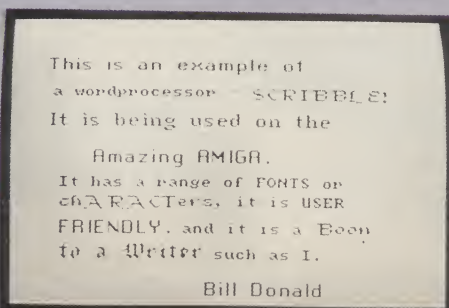 This is an example of
a wordprocessor SCRIBBLE!
It is being used on the
Amazing AMIGA.
It has a range of FONTS or
chARACTers, it is USER
FRIENDLY. and it is a Boon
to a Writer such as I.
Bill Donald